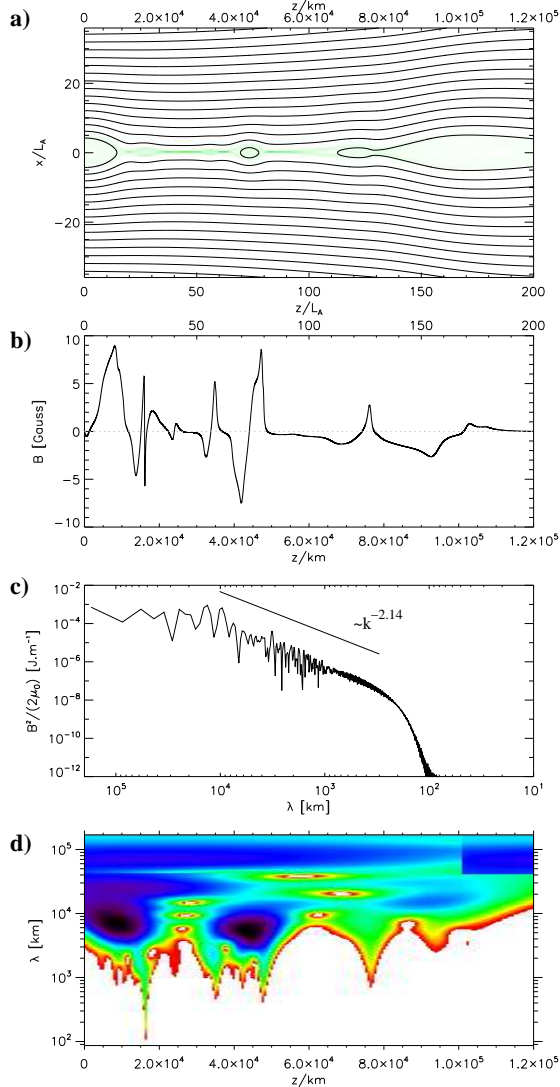 a)
z/km
0 2.0×10⁴ 4.0×10⁴ 6.0×10⁴ 8.0×10⁴ 1.0×10⁵ 1.2×10⁵
x/L_A
20
0
−20
0 50 100 150 200
z/L_A
b)
0 50 100 150 200
B [Gauss]
10
5
0
−5
−10
0 2.0×10⁴ 4.0×10⁴ 6.0×10⁴ 8.0×10⁴ 1.0×10⁵ 1.2×10⁵
z/km
c)
B²/(2μ₀) [J.m⁻¹]
10⁻²
10⁻⁴
10⁻⁶
10⁻⁸
10⁻¹⁰
10⁻¹²
~k⁻²·¹⁴
10⁵ 10⁴ 10³ 10² 10¹
λ [km]
d)
λ [km]
10⁵
10⁴
10³
10²
0 2.0×10⁴ 4.0×10⁴ 6.0×10⁴ 8.0×10⁴ 1.0×10⁵ 1.2×10⁵
z/km